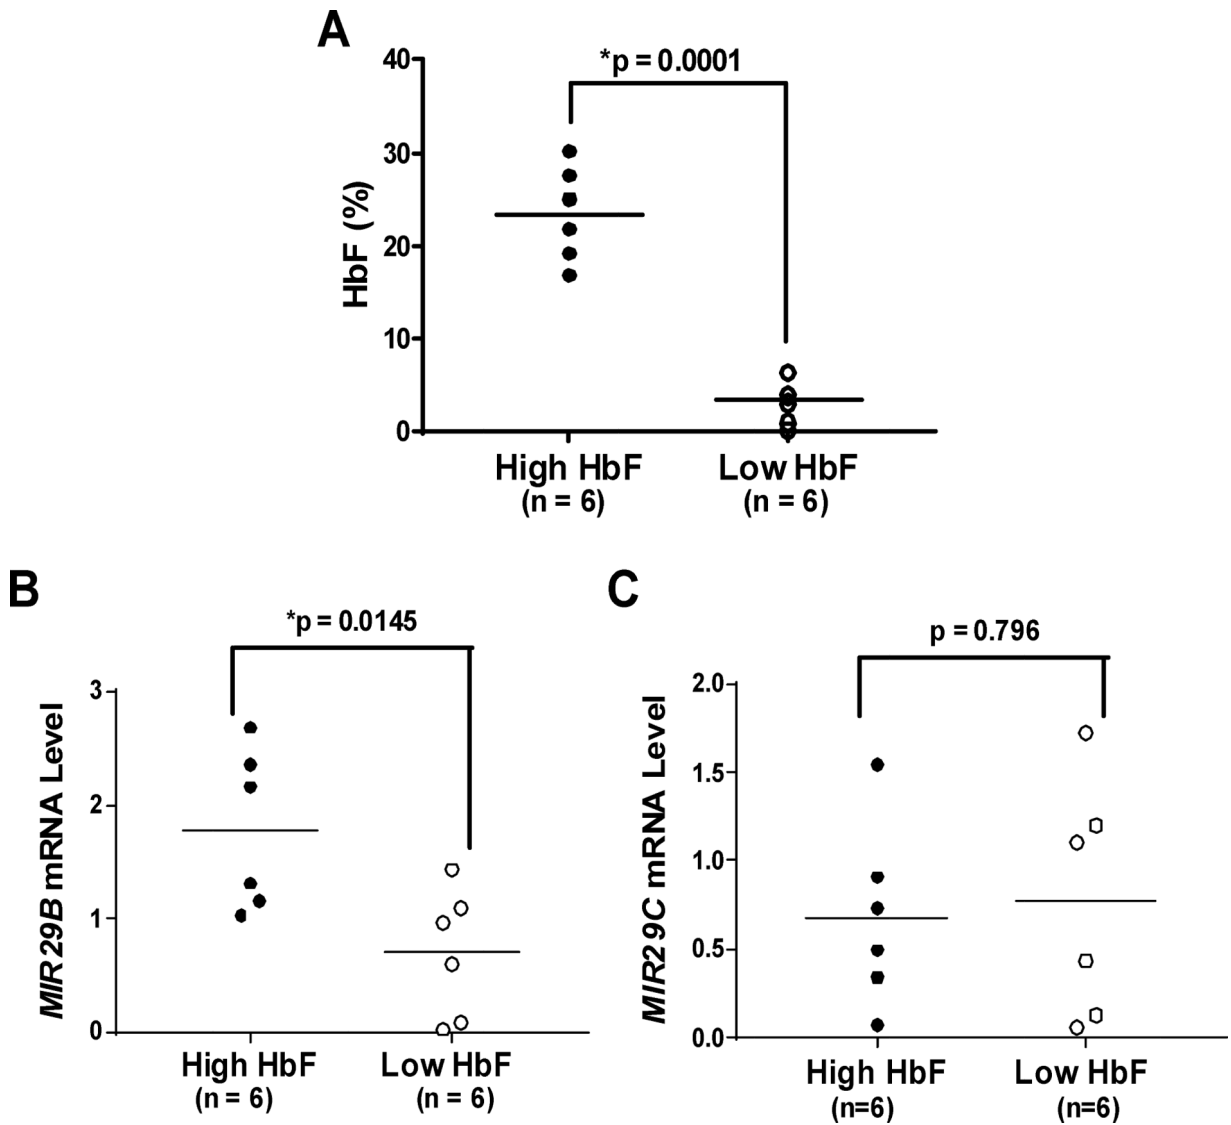 A
*p = 0.0001
40
30
20
10
0
HbF (%)
High HbF
(n = 6)
Low HbF
(n = 6)
B
*p = 0.0145
3
2
1
0
MIR29B mRNA Level
High HbF
(n = 6)
Low HbF
(n = 6)
C
p = 0.796
2.0
1.5
1.0
0.5
0.0
MIR29C mRNA Level
High HbF
(n=6)
Low HbF
(n=6)